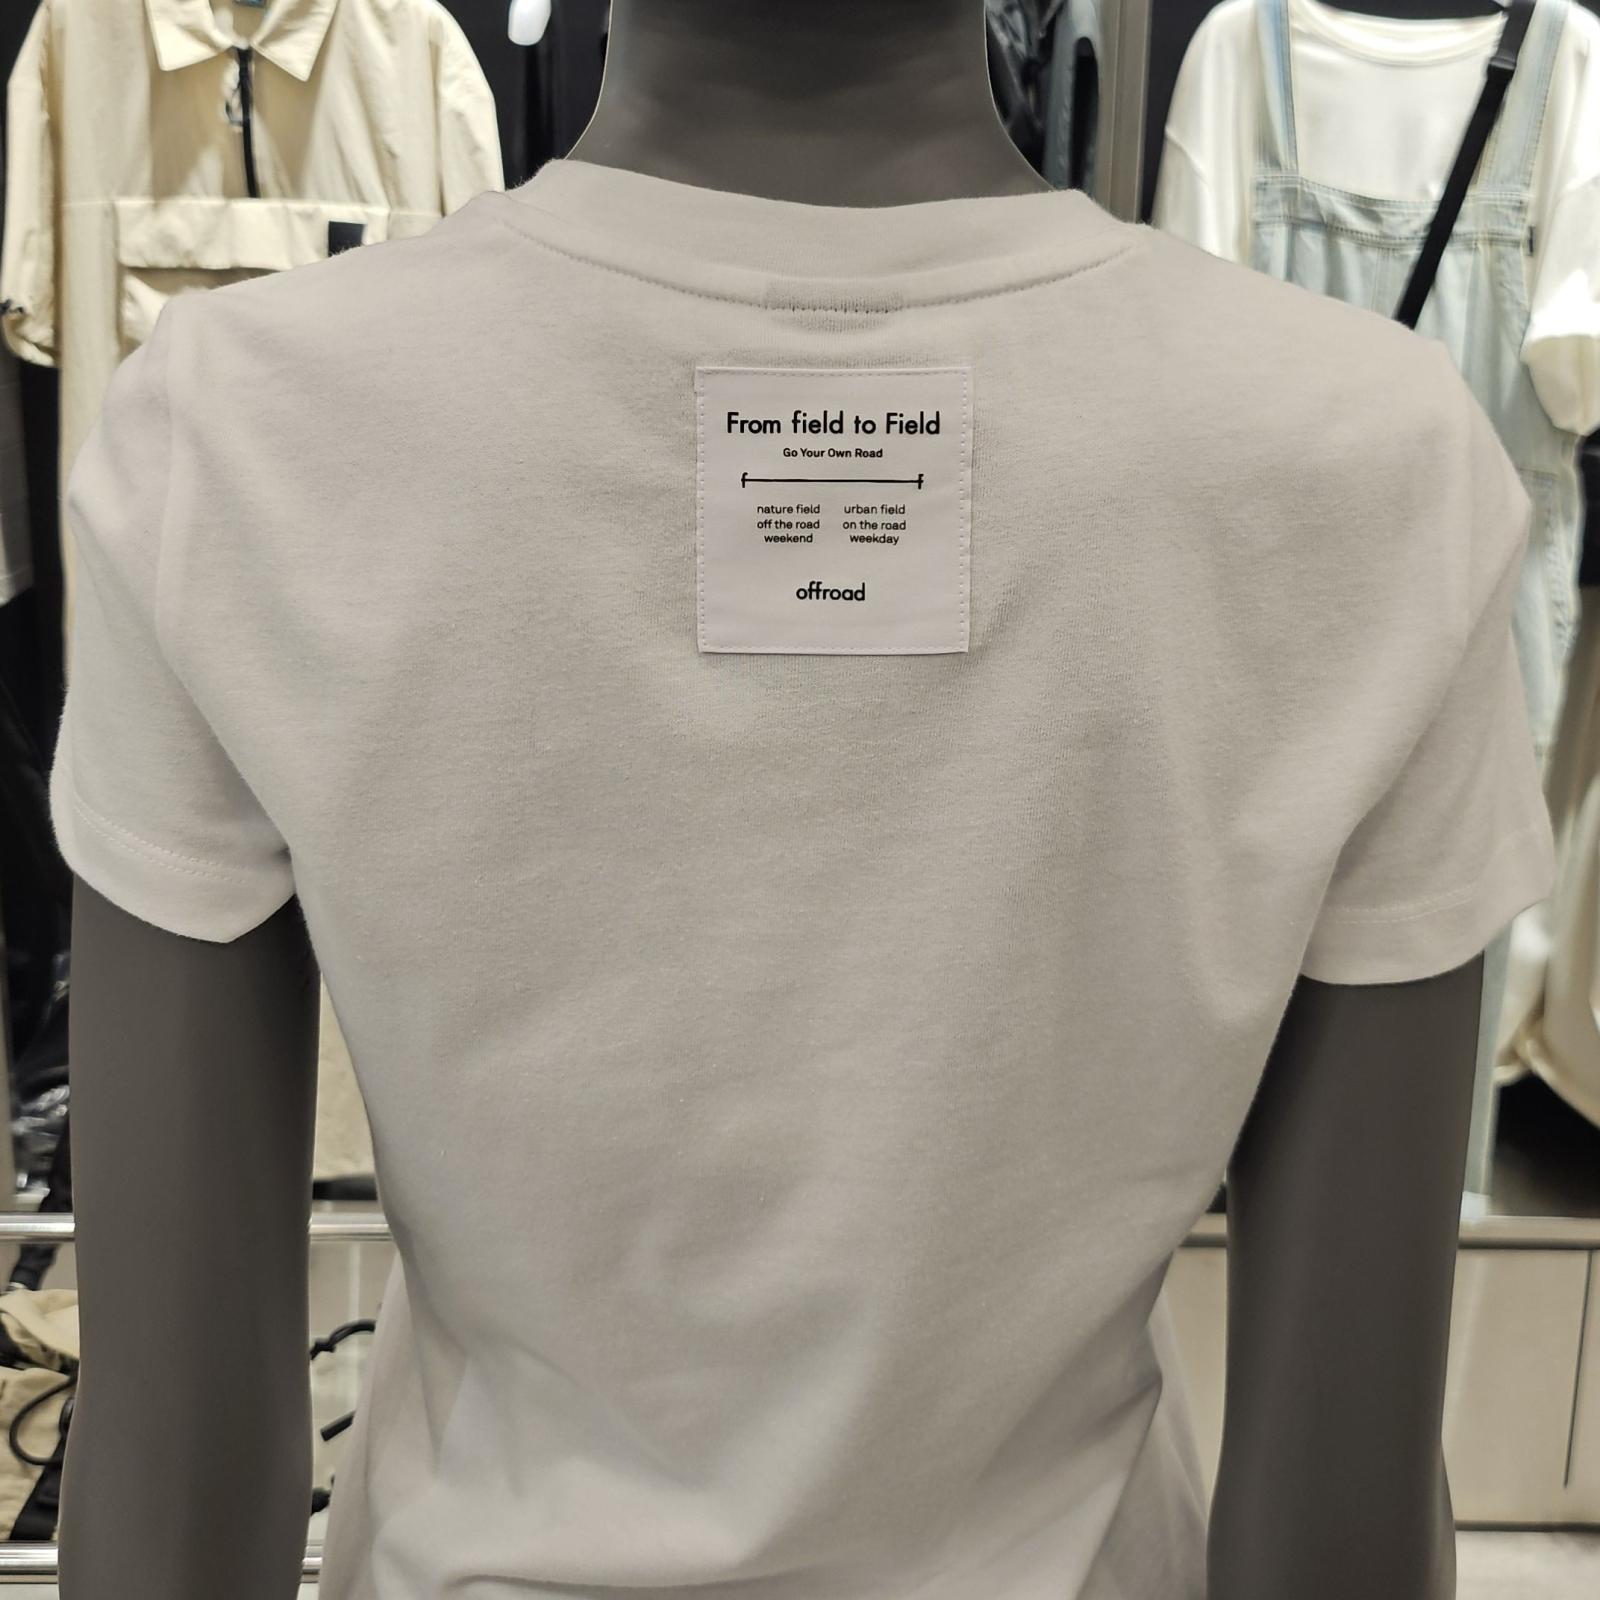 From field to Field
Go Your Own Road
f f
nature field urban field
off the road on the road
weekend weekday
offroad